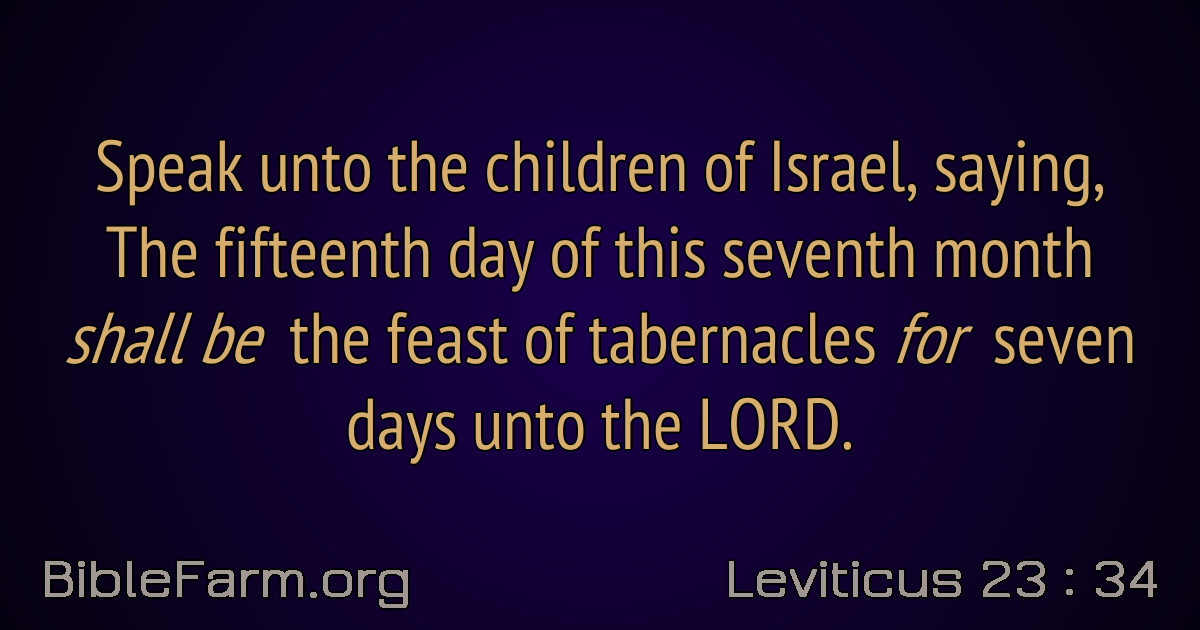 Speak unto the children of Israel, saying,
The fifteenth day of this seventh month
shall be the feast of tabernacles for seven
days unto the LORD.
BibleFarm.org
Leviticus 23 : 34